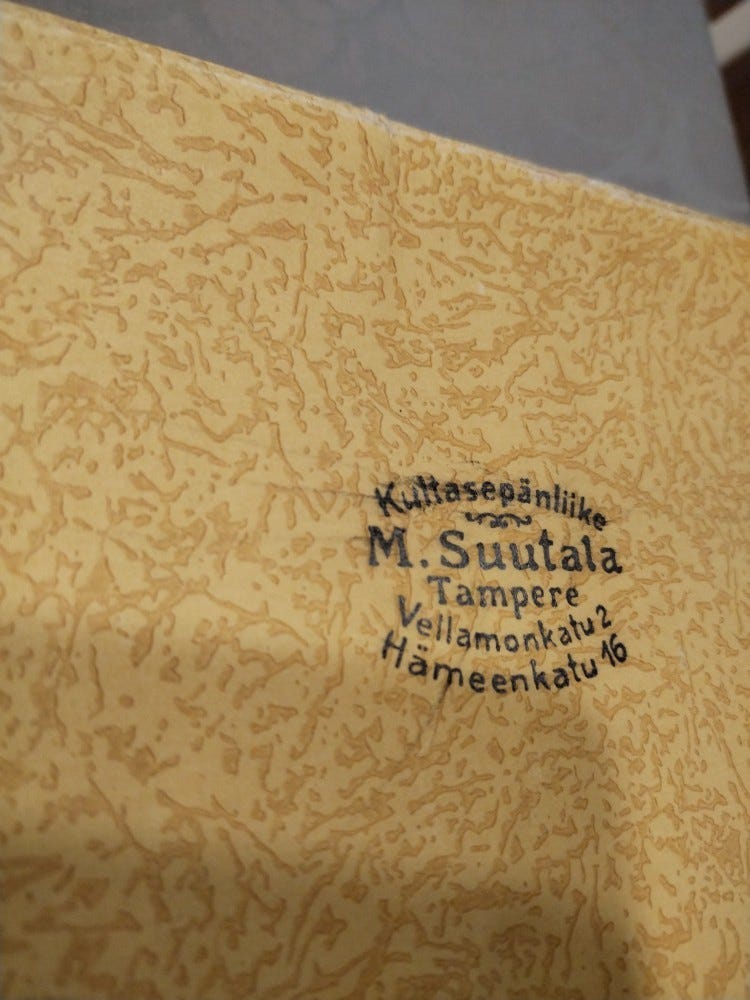 Kultasepänliike
M. Suutala
Tampere
Vellamonkatu 2
Hämeenkatu 16